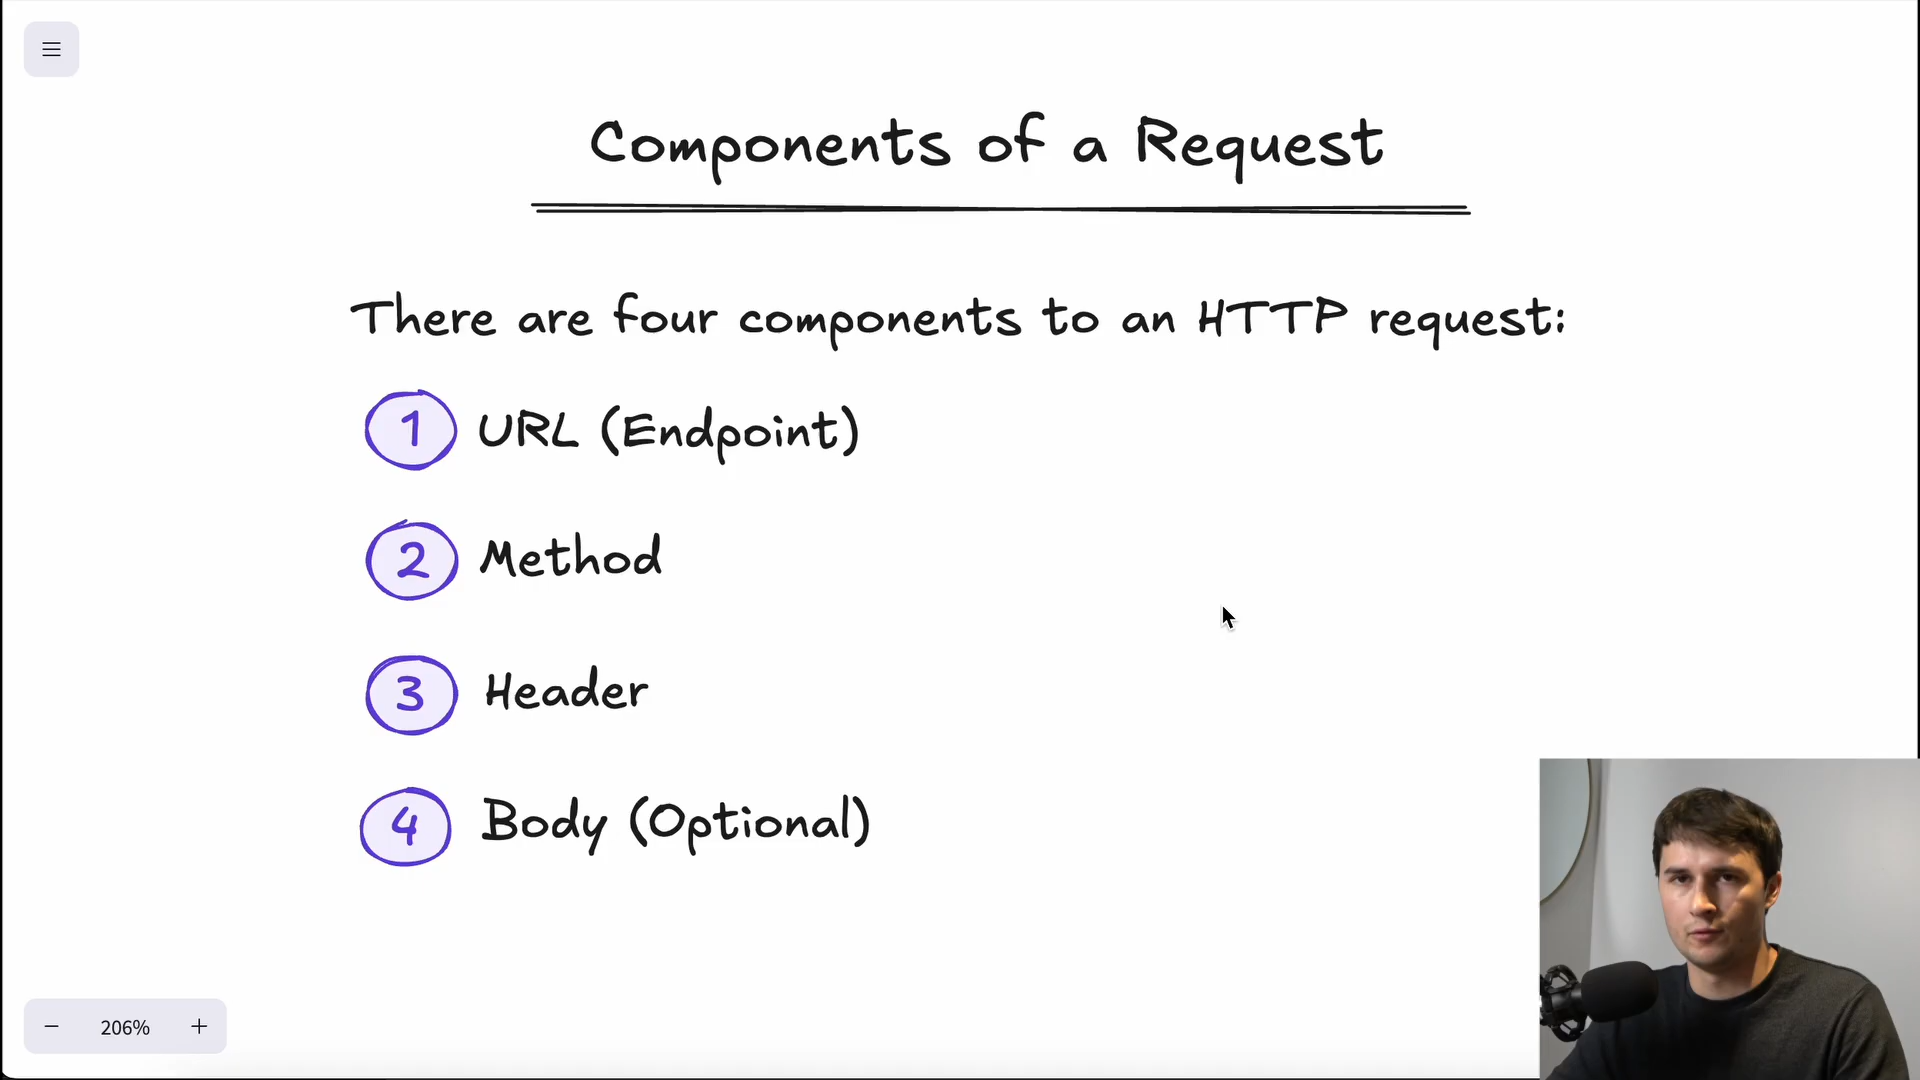 Components of a Request
There are four components to an HTTP request:
1 URL (Endpoint)
2 Method
3 Header
4 Body (Optional)
206%